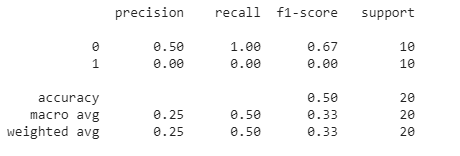 precision recall f1-score support
0 0.50 1.00 0.67 10
1 0.00 0.00 0.00 10
accuracy 0.50 20
macro avg 0.25 0.50 0.33 20
weighted avg 0.25 0.50 0.33 20